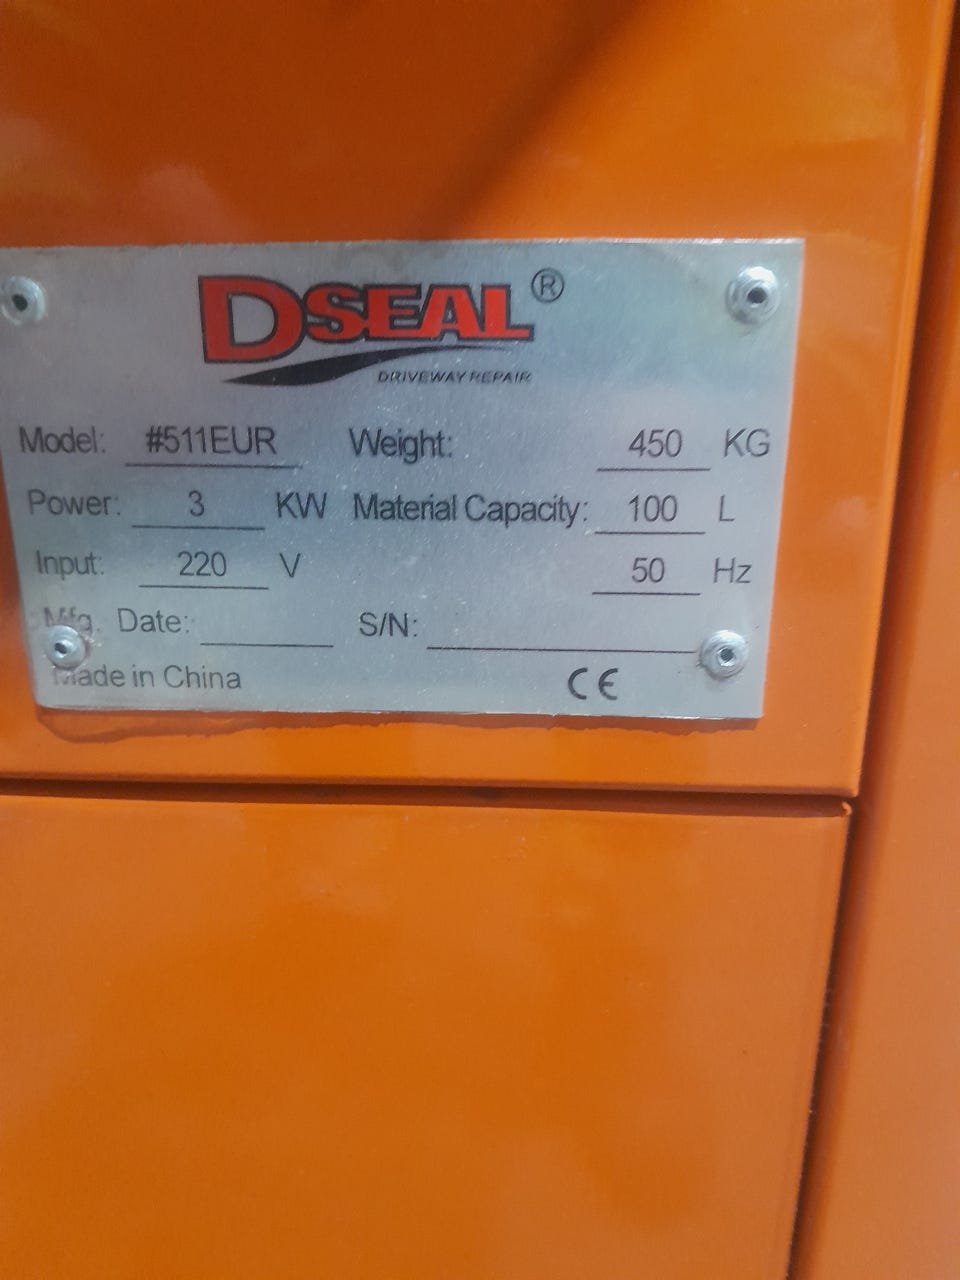 DSEAL®
DRIVEWAY REPAIR
Model: #511EUR Weight: 450 KG
Power: 3 KW Material Capacity: 100 L
Input: 220 V 50 Hz
Mfg. Date: S/N:
Made in China CE